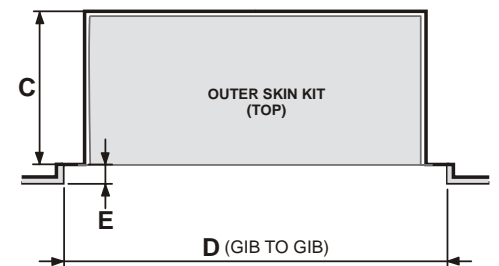 C
OUTER SKIN KIT
(TOP)
E
D (GIB TO GIB)